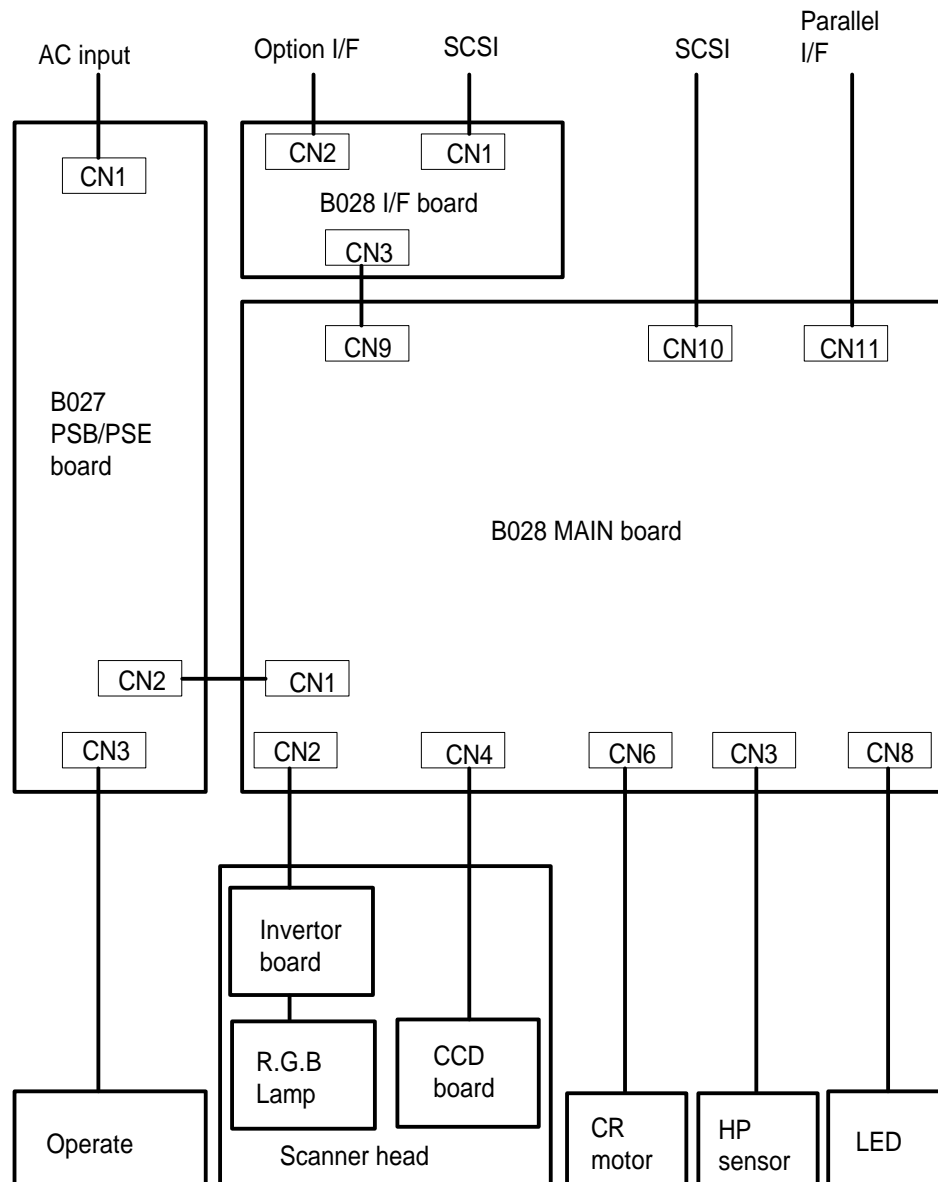 AC input
Option I/F
SCSI
SCSI
Parallel
I/F
CN1
CN2
CN1
B028 I/F board
CN3
CN9
CN10
CN11
B027
PSB/PSE
board
B028 MAIN board
CN2
CN1
CN3
CN2
CN4
CN6
CN3
CN8
Invertor
board
R.G.B
Lamp
CCD
board
Scanner head
Operate
CR
motor
HP
sensor
LED